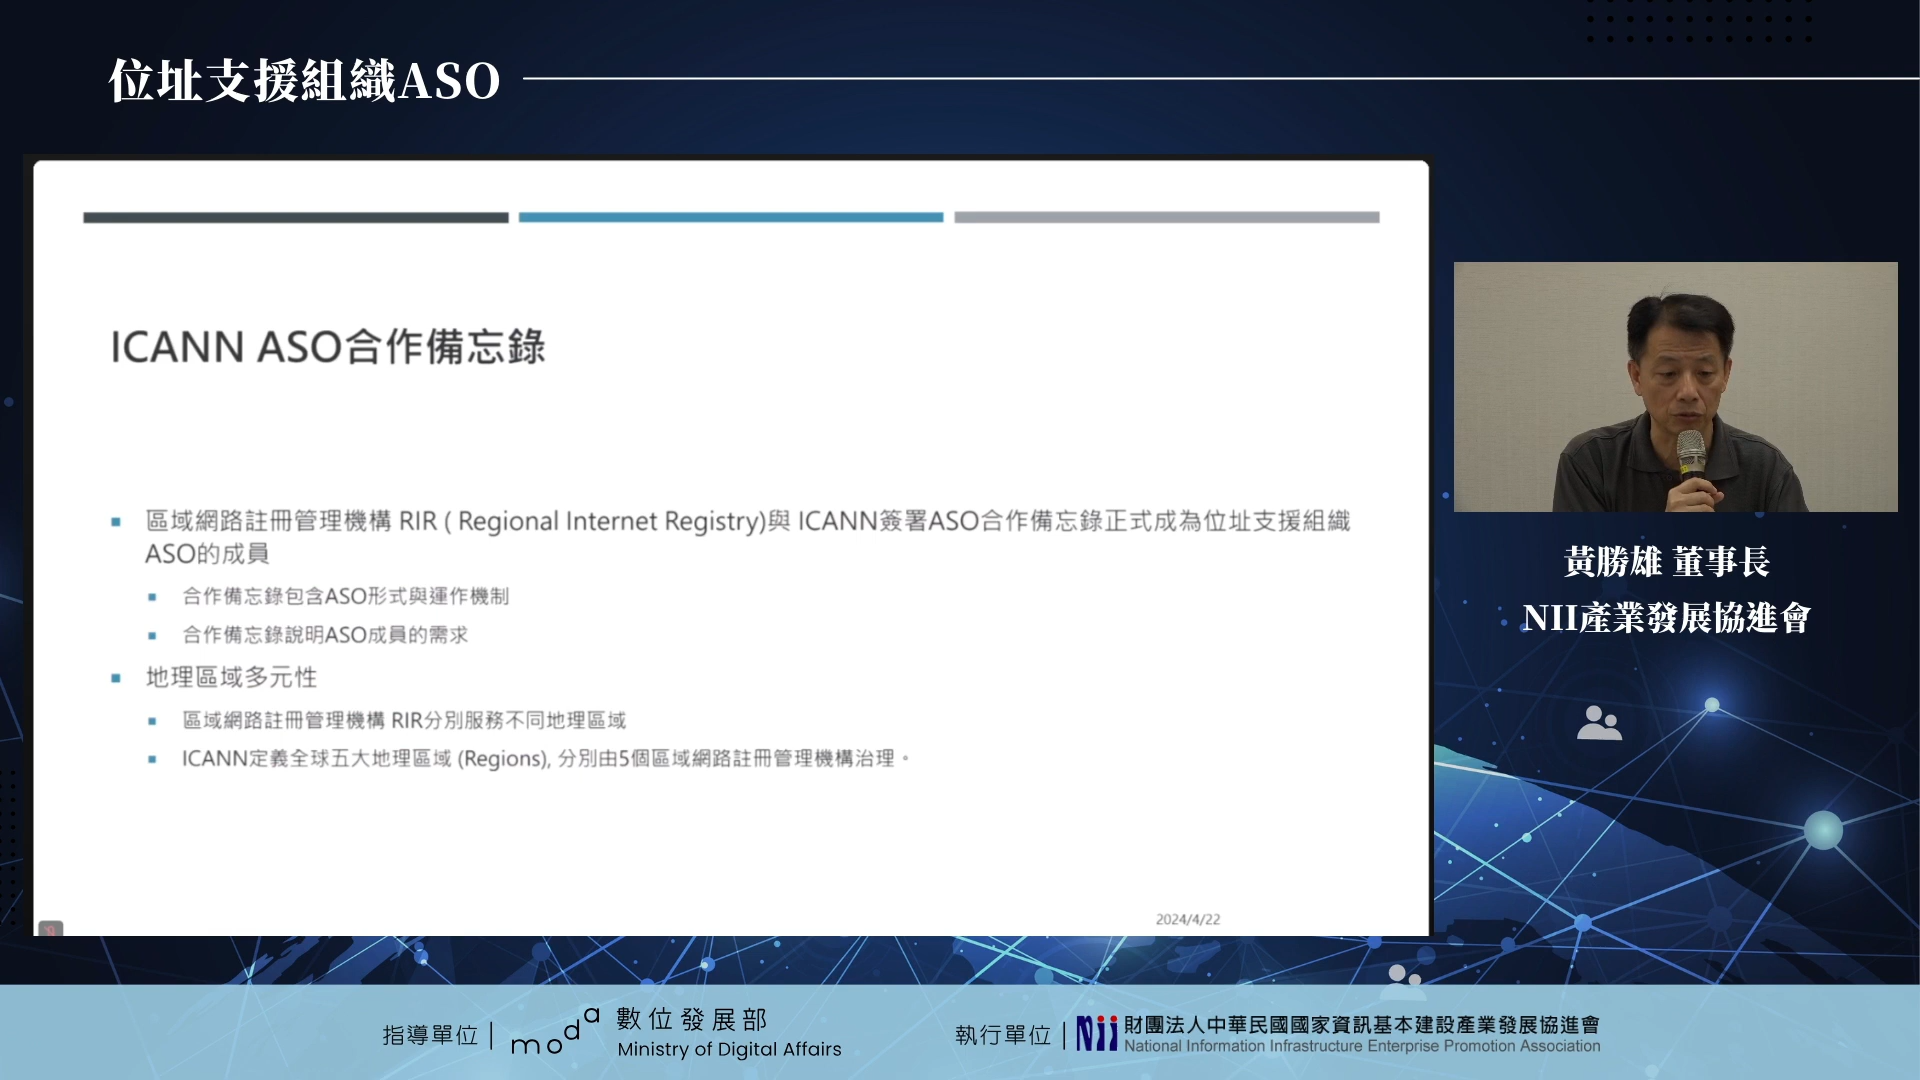 位址支援組織ASO
ICANN ASO合作備忘錄
區域網路註冊管理機構 RIR ( Regional Internet Registry)與 ICANN簽署ASO合作備忘錄正式成為位址支援組織
ASO的成員
合作備忘錄包含ASO形式與運作機制
合作備忘錄說明ASO成員的需求
地理區域多元性
區域網路註冊管理機構 RIR分別服務不同地理區域
ICANN定義全球五大地理區域 (Regions), 分別由5個區域網路註冊管理機構治理。
2024/4/22
黃勝雄 董事長
NII產業發展協進會
指導單位
moda
數位發展部
Ministry of Digital Affairs
執行單位
Nii
財團法人中華民國國家資訊基本建設產業發展協進會
National Information Infrastructure Enterprise Promotion Association